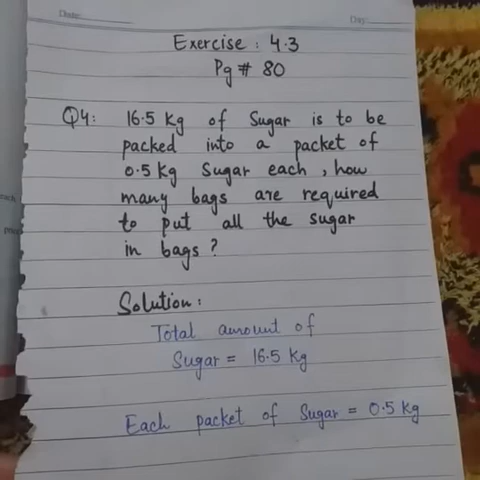 Date:
Day:
Exercise : 4.3
Pg # 80
Q4: 16.5 Kg of Sugar is to be
packed into a packet of
0.5 Kg Sugar each, how
many bags are required
to put all the sugar
in bags ?
Solution :
Total amount of
Sugar = 16.5 Kg
Each packet of Sugar = 0.5 Kg